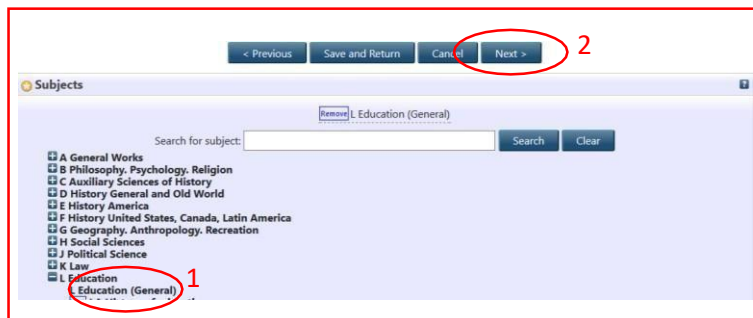 < Previous Save and Return Cancel Next > 2
Subjects
Remove L Education (General)
Search for subject: Search Clear
A General Works
B Philosophy. Psychology. Religion
C Auxiliary Sciences of History
D History General and Old World
E History America
F History United States, Canada, Latin America
G Geography. Anthropology. Recreation
H Social Sciences
J Political Science
K Law
L Education 1
L Education (General)